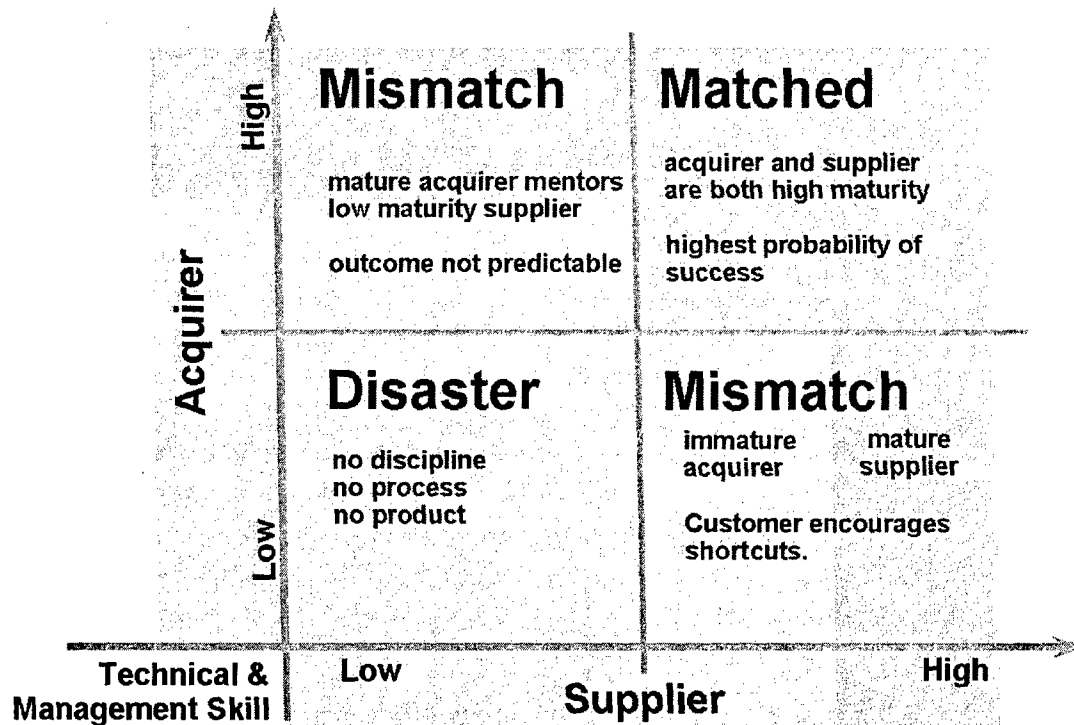 Mismatch
mature acquirer mentors
low maturity supplier
outcome not predictable
Matched
acquirer and supplier
are both high maturity
highest probability of
success
Disaster
no discipline
no process
no product
Mismatch
immature
acquirer
mature
supplier
Customer encourages
shortcuts.
High
Acquirer
Low
Technical &
Management Skill
Low
Supplier
High